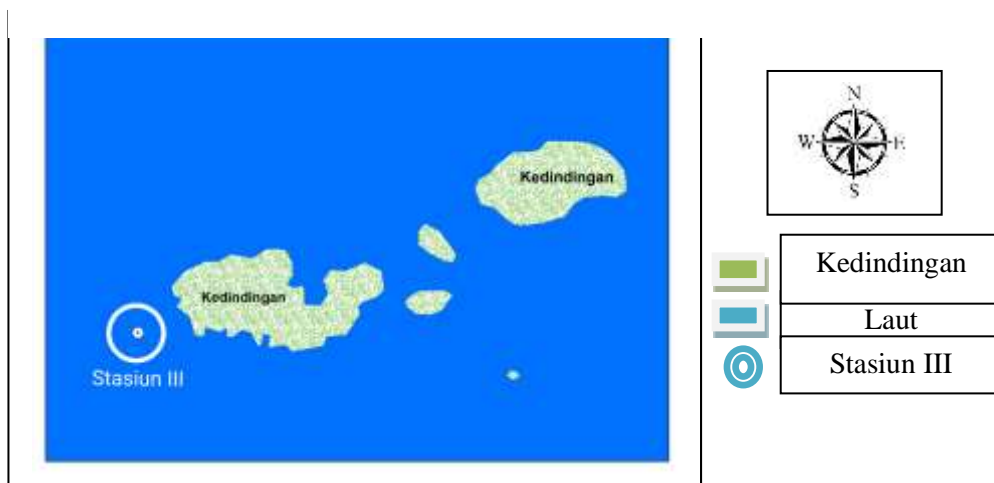 Kedindingan
Kedindingan
Stasiun III
N
W E
S
Kedindingan
Laut
Stasiun III